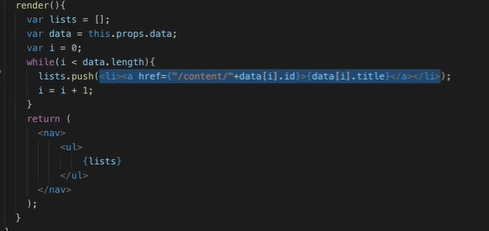 render(){
var lists = [];
var data = this.props.data;
var i = 0;
while(i < data.length){
lists.push(<li><a href={"/content/"+data[i].id}>{data[i].title}</a></li>);
i = i + 1;
}
return (
<nav>
<ul>
{lists}
</ul>
</nav>
);
}